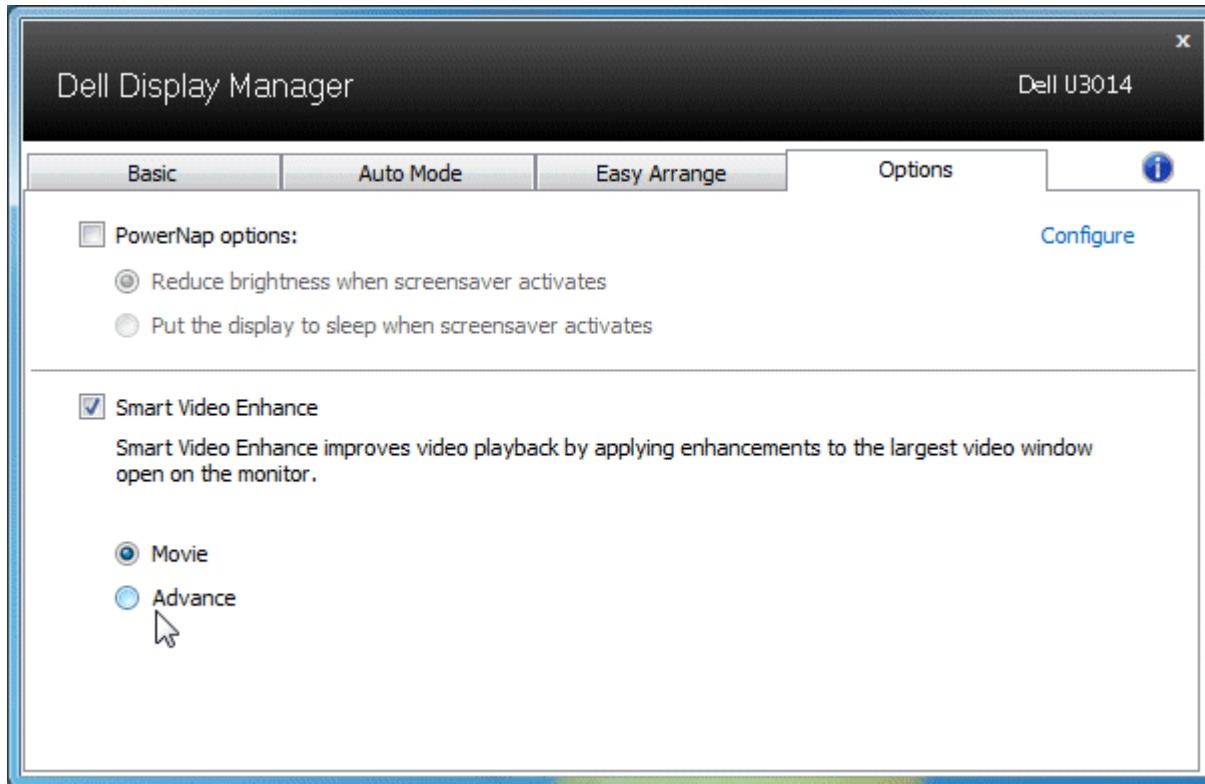 x
Dell Display Manager
Dell U3014
Basic
Auto Mode
Easy Arrange
Options
i
PowerNap options:
Configure
Reduce brightness when screensaver activates
Put the display to sleep when screensaver activates
Smart Video Enhance
Smart Video Enhance improves video playback by applying enhancements to the largest video window
open on the monitor.
Movie
Advance